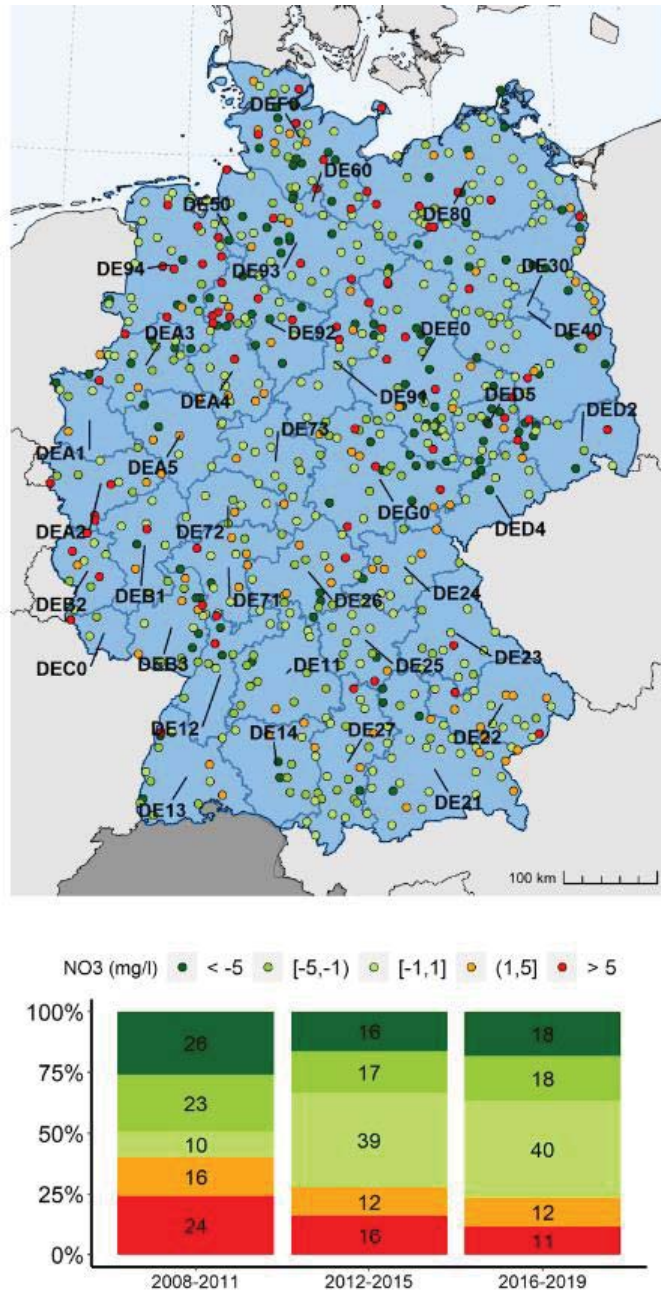 DEF0
DE60
DE50
DE80
DE94
DE93
DE30
DEA3
DE92
DEE0
DE40
DEA4
DE91
DED5
DED2
DE73
DEA1
DEA5
DEG0
DED4
DEA2
DE72
DEB2
DEB1
DE71
DE26
DE24
DEC0
DEB3
DE11
DE25
DE23
DE12
DE14
DE27
DE22
DE13
DE21
100 km
NO3 (mg/l) < -5 [-5,-1) [-1,1] (1,5] > 5
100%
26 16 18
75%
23 17 18
50%
10 39 40
25%
16 12 12
24 16 11
0%
2008-2011 2012-2015 2016-2019